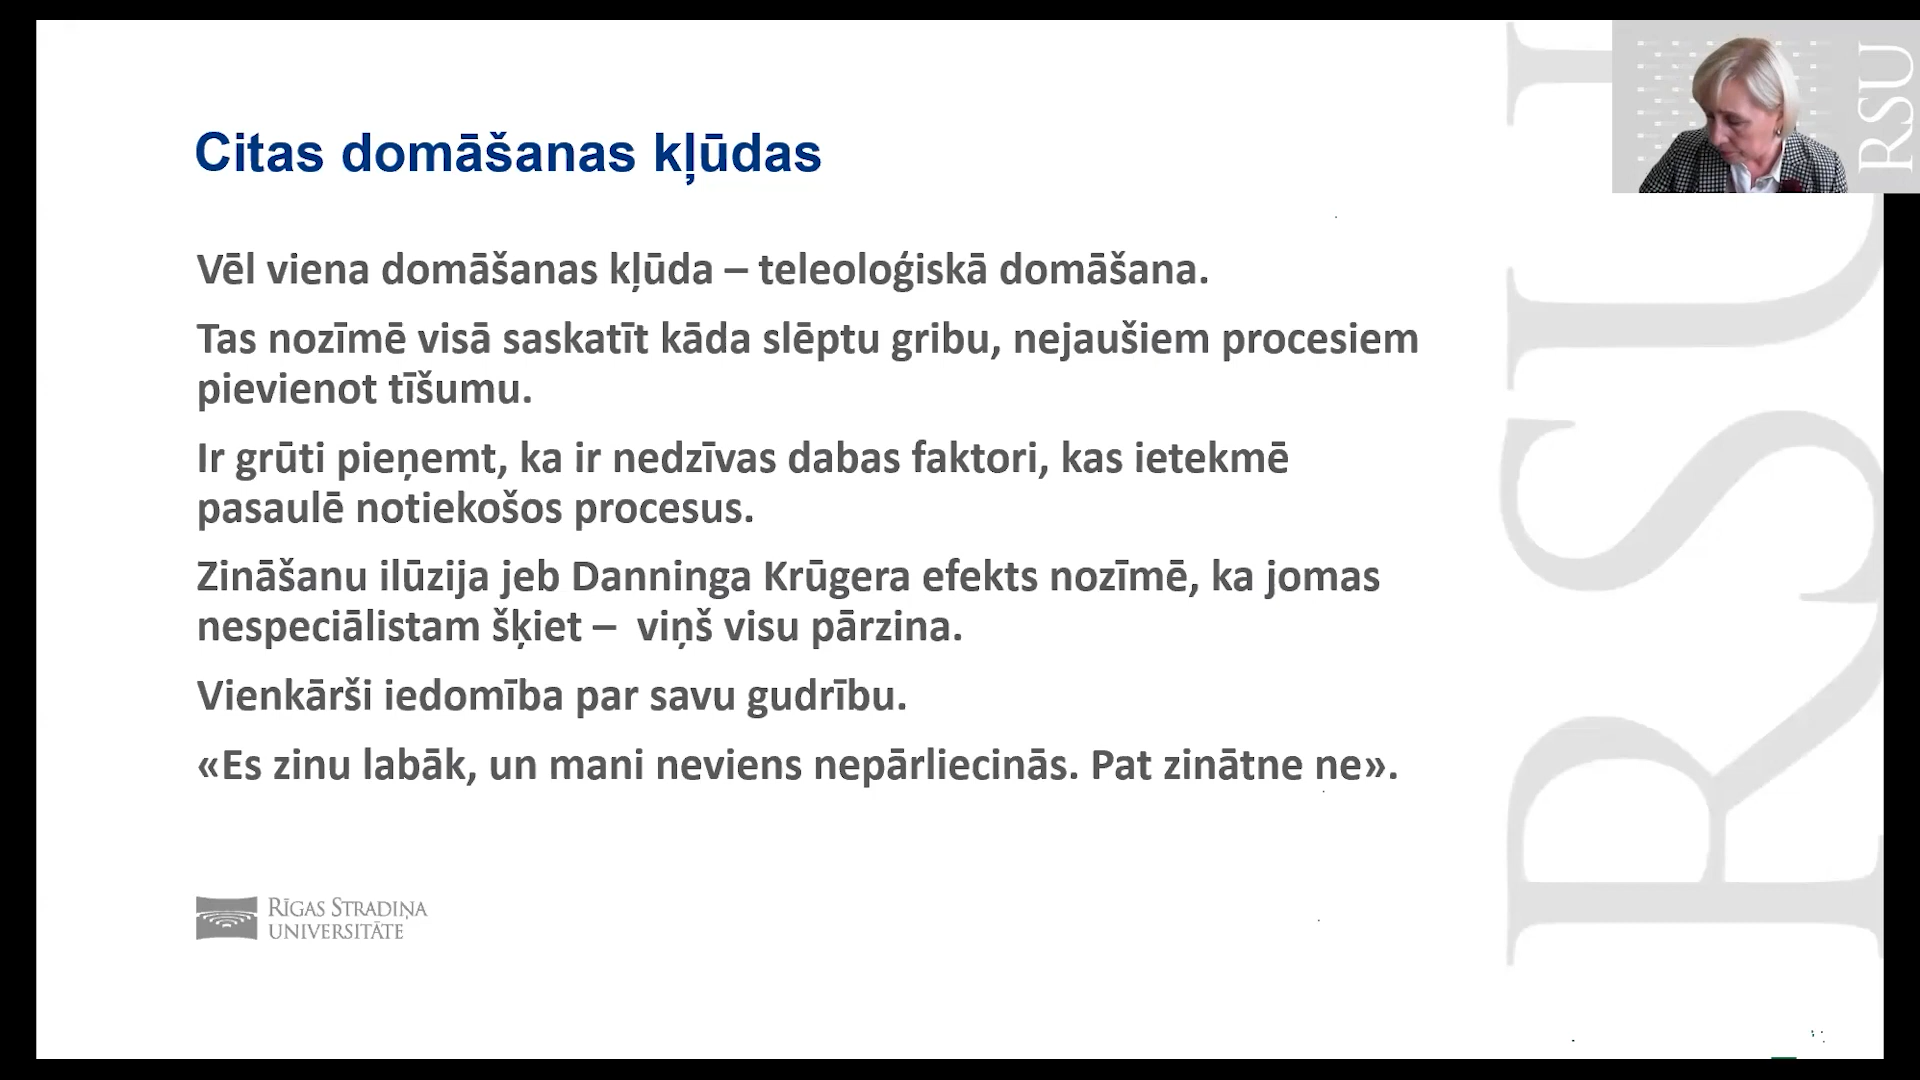 Citas domāšanas kļūdas
Vēl viena domāšanas kļūda – teleoloģiskā domāšana.
Tas nozīmē visā saskatīt kāda slēptu gribu, nejaušiem procesiem
pievienot tīšumu.
Ir grūti pieņemt, ka ir nedzīvas dabas faktori, kas ietekmē
pasaulē notiekošos procesus.
Zināšanu ilūzija jeb Danninga Krūgera efekts nozīmē, ka jomas
nespeciālistam šķiet – viņš visu pārzina.
Vienkārši iedomība par savu gudrību.
«Es zinu labāk, un mani neviens nepārliecinās. Pat zinātne ne».
RĪGAS STRADIŅA
UNIVERSITĀTE
RSU
RSU